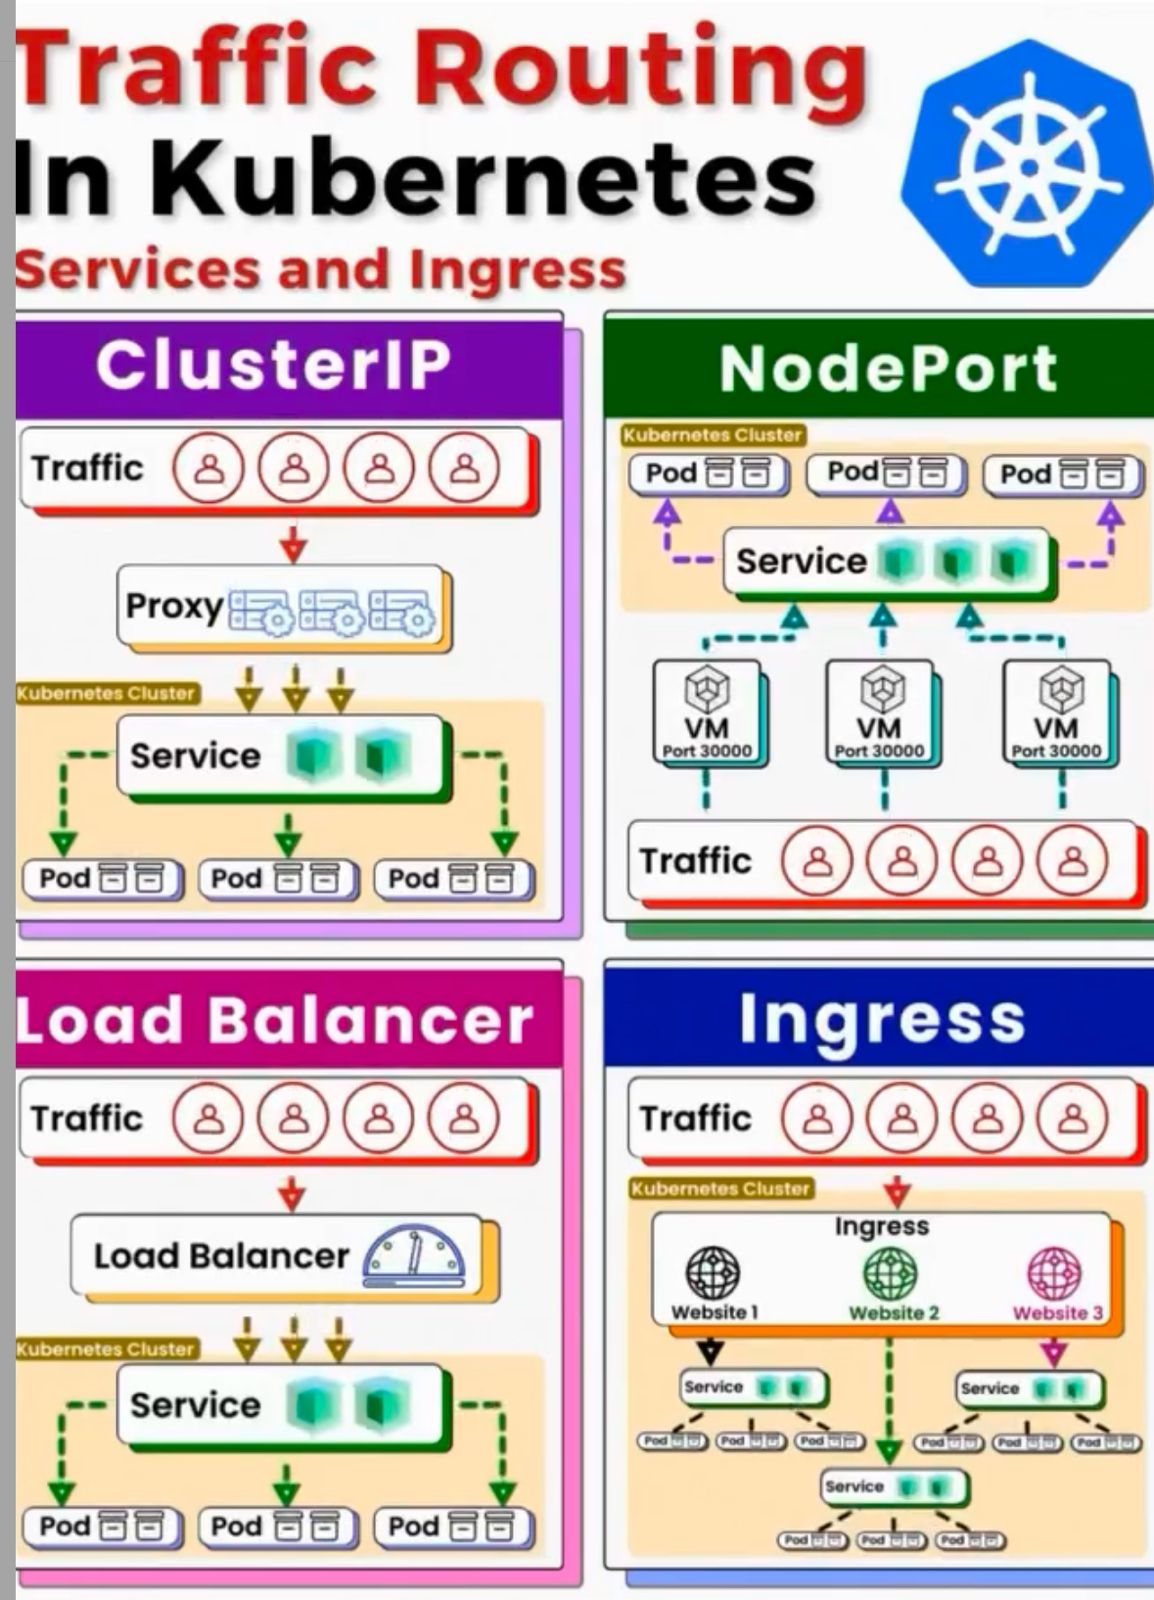 Traffic Routing
In Kubernetes
Services and Ingress
ClusterIP
Traffic
Proxy
Kubernetes Cluster
Service
Pod
Pod
Pod
NodePort
Kubernetes Cluster
Pod
Pod
Pod
Service
VM
Port 30000
VM
Port 30000
VM
Port 30000
Traffic
Load Balancer
Traffic
Load Balancer
Kubernetes Cluster
Service
Pod
Pod
Pod
Ingress
Traffic
Kubernetes Cluster
Ingress
Website 1
Website 2
Website 3
Service
Service
Pod
Pod
Pod
Pod
Pod
Pod
Service
Pod
Pod
Pod